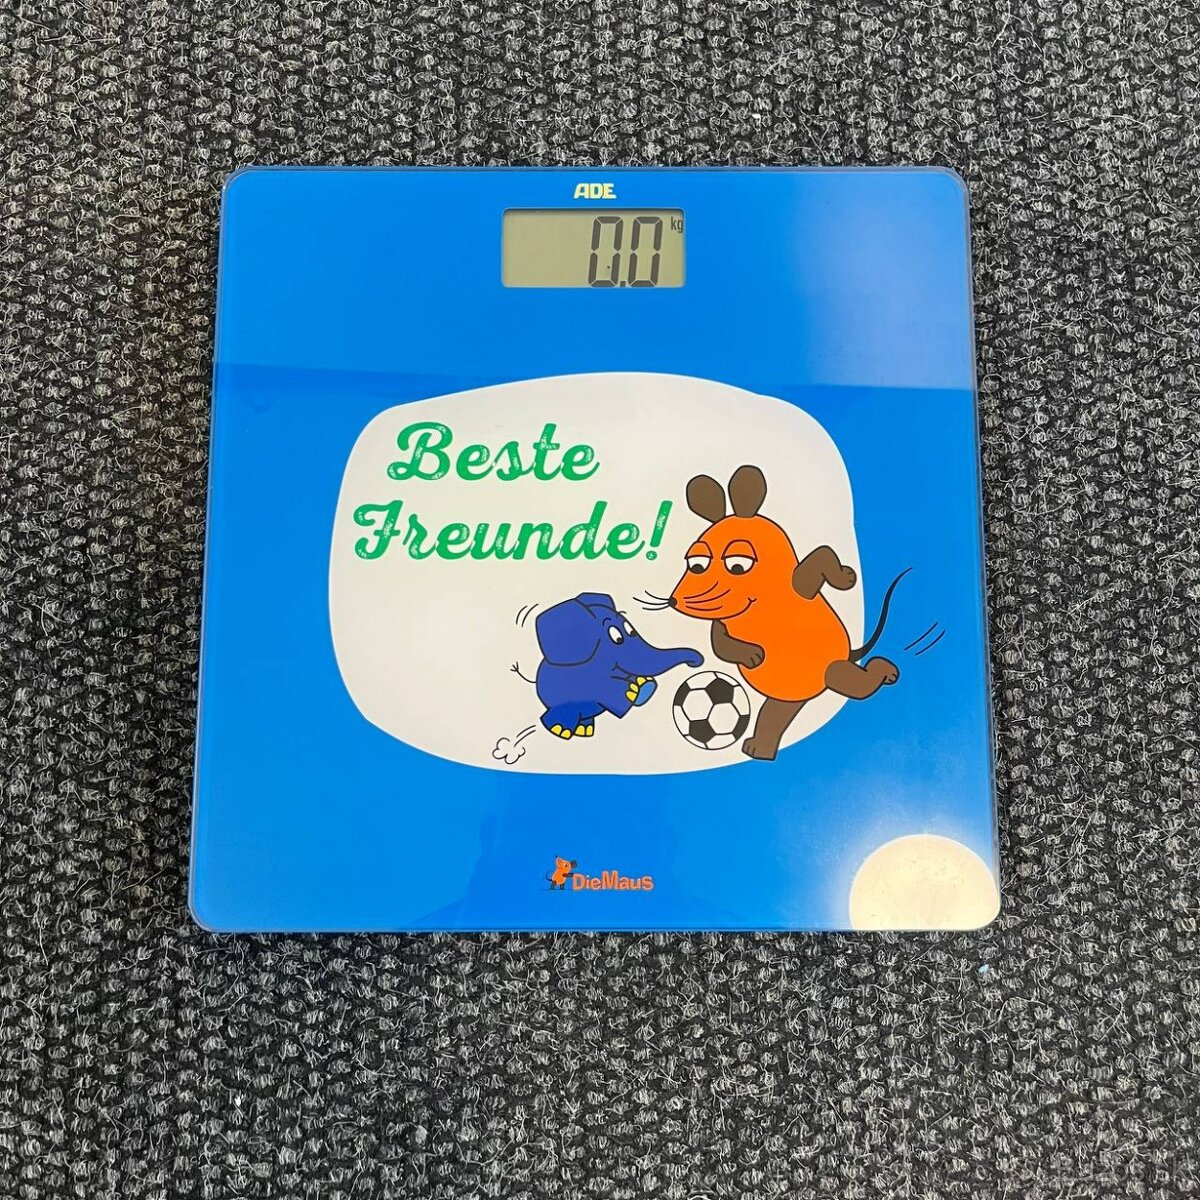 ADE
0.0 kg
Beste
Freunde!
DieMaus